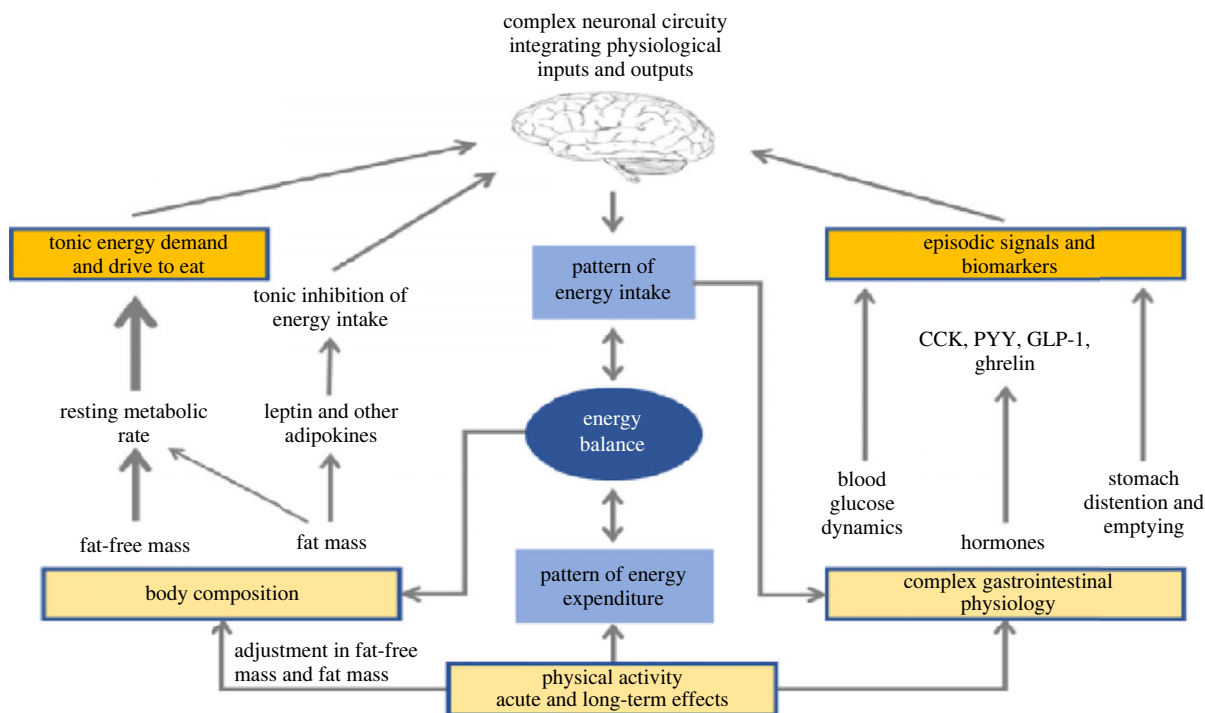 complex neuronal circuity
integrating physiological
inputs and outputs
tonic energy demand
and drive to eat
tonic inhibition of
energy intake
pattern of
energy intake
episodic signals and
biomarkers
CCK, PYY, GLP-1,
ghrelin
resting metabolic
rate
leptin and other
adipokines
energy
balance
blood
glucose
dynamics
stomach
distention and
emptying
fat-free mass
fat mass
hormones
body composition
pattern of energy
expenditure
complex gastrointestinal
physiology
adjustment in fat-free
mass and fat mass
physical activity
acute and long-term effects